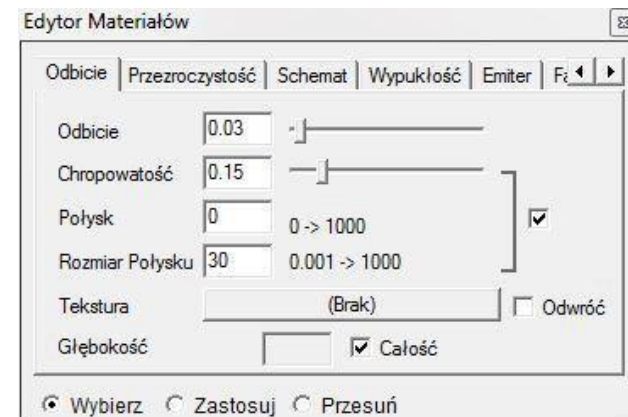 Edytor Materiałów
Odbicie Przezroczystość Schemat Wypukłość Emiter
Odbicie 0.03
Chropowatość 0.15
Połysk 0 0 -> 1000
Rozmiar Połysku 30 0.001 -> 1000
Tekstura (Brak) Odwróć
Głębokość Całość
Wybierz Zastosuj Przesuń